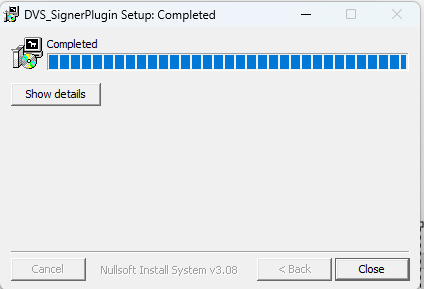 DVS_SignerPlugin Setup: Completed
Completed
Show details
Cancel
Nullsoft Install System v3.08
< Back
Close